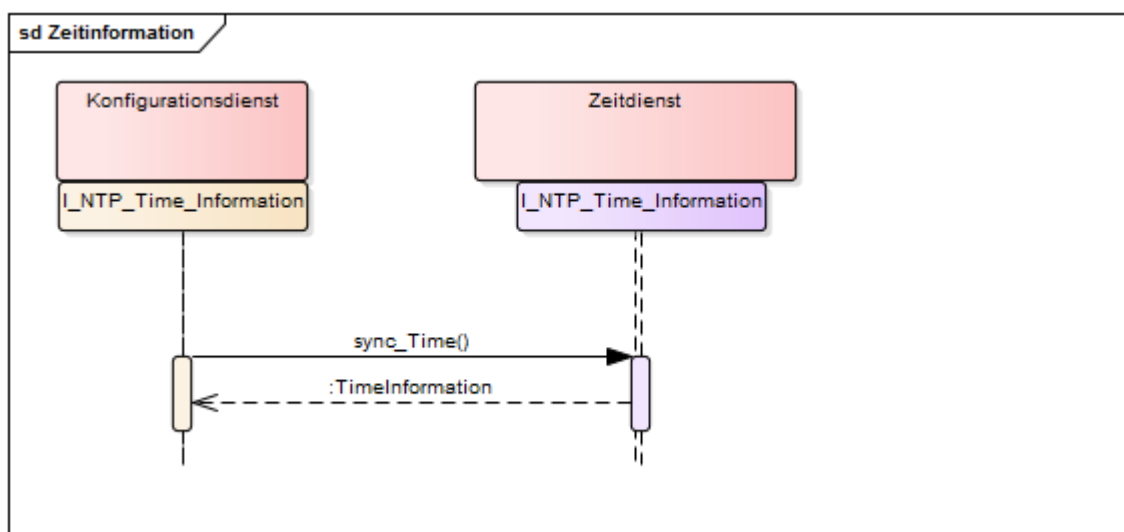 sd Zeitinformation
Konfigurationsdienst
Zeitdienst
I_NTP_Time_Information
I_NTP_Time_Information
sync_Time()
:TimeInformation